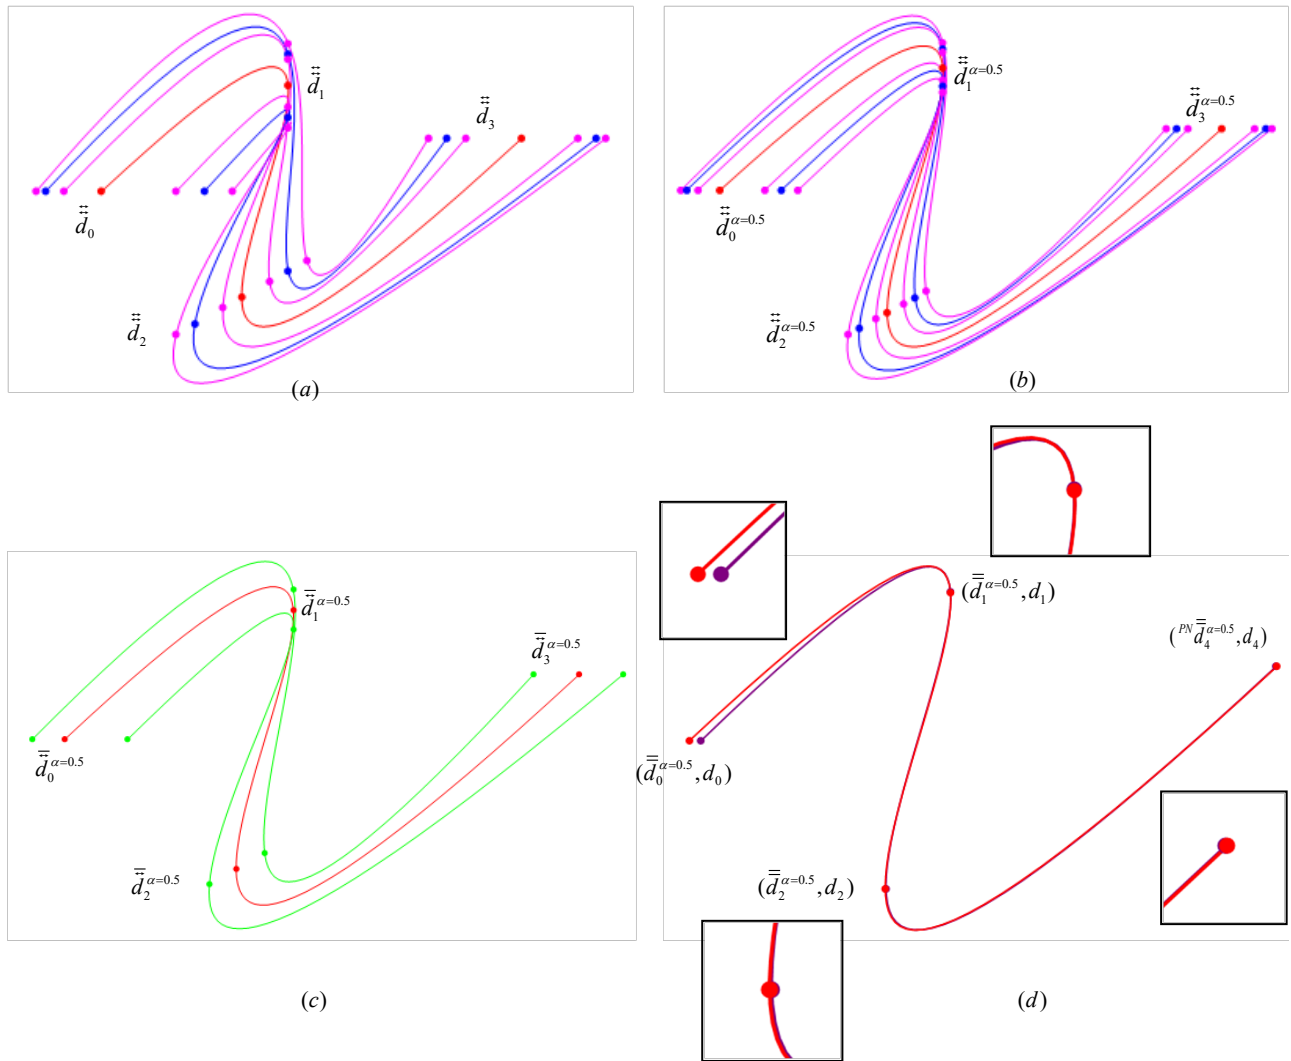 d⃡̈₁
d⃡̈₃
d⃡̈₀
d⃡̈₂
(a)
d⃡̈₁^{α=0.5}
d⃡̈₃^{α=0.5}
d⃡̈₀^{α=0.5}
d⃡̈₂^{α=0.5}
(b)
d̅⃡₁^{α=0.5}
d̅⃡₃^{α=0.5}
d̅⃡₀^{α=0.5}
d̅⃡₂^{α=0.5}
(c)
(d̿₁^{α=0.5}, d₁)
(^{PN}d̿₄^{α=0.5}, d₄)
(d̿₀^{α=0.5}, d₀)
(d̿₂^{α=0.5}, d₂)
(d)